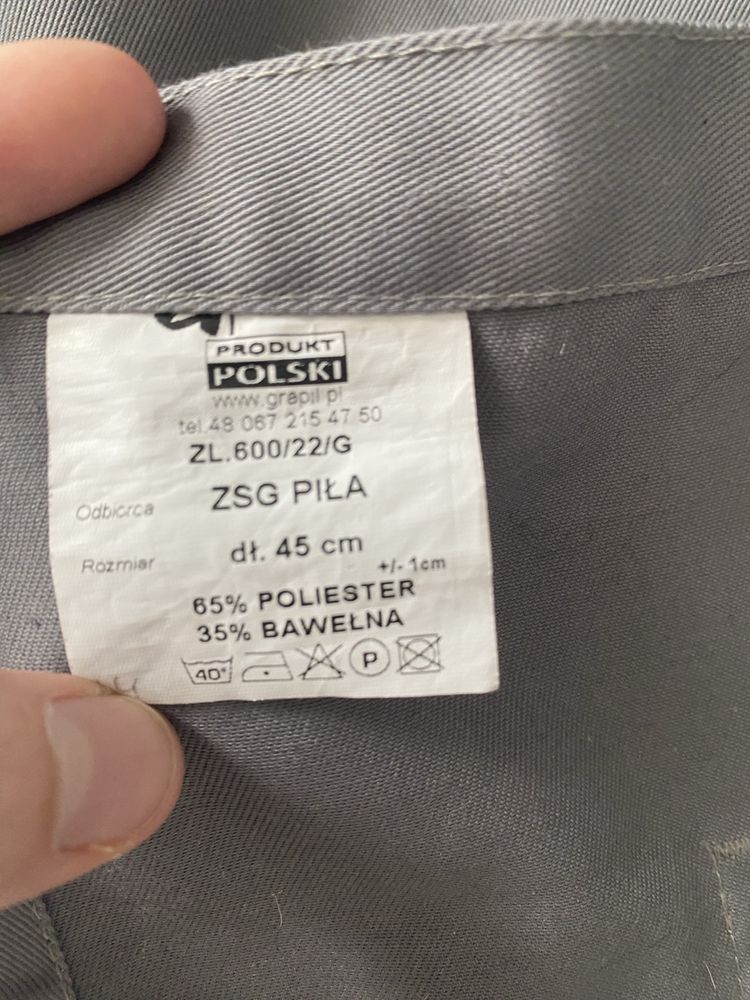 PRODUKT
POLSKI
www.grapil.pl
tel.48 067 215 47 50
ZL.600/22/G
Odbiorca ZSG PIŁA
Rozmiar dł. 45 cm
+/- 1cm
65% POLIESTER
35% BAWEŁNA
40° P